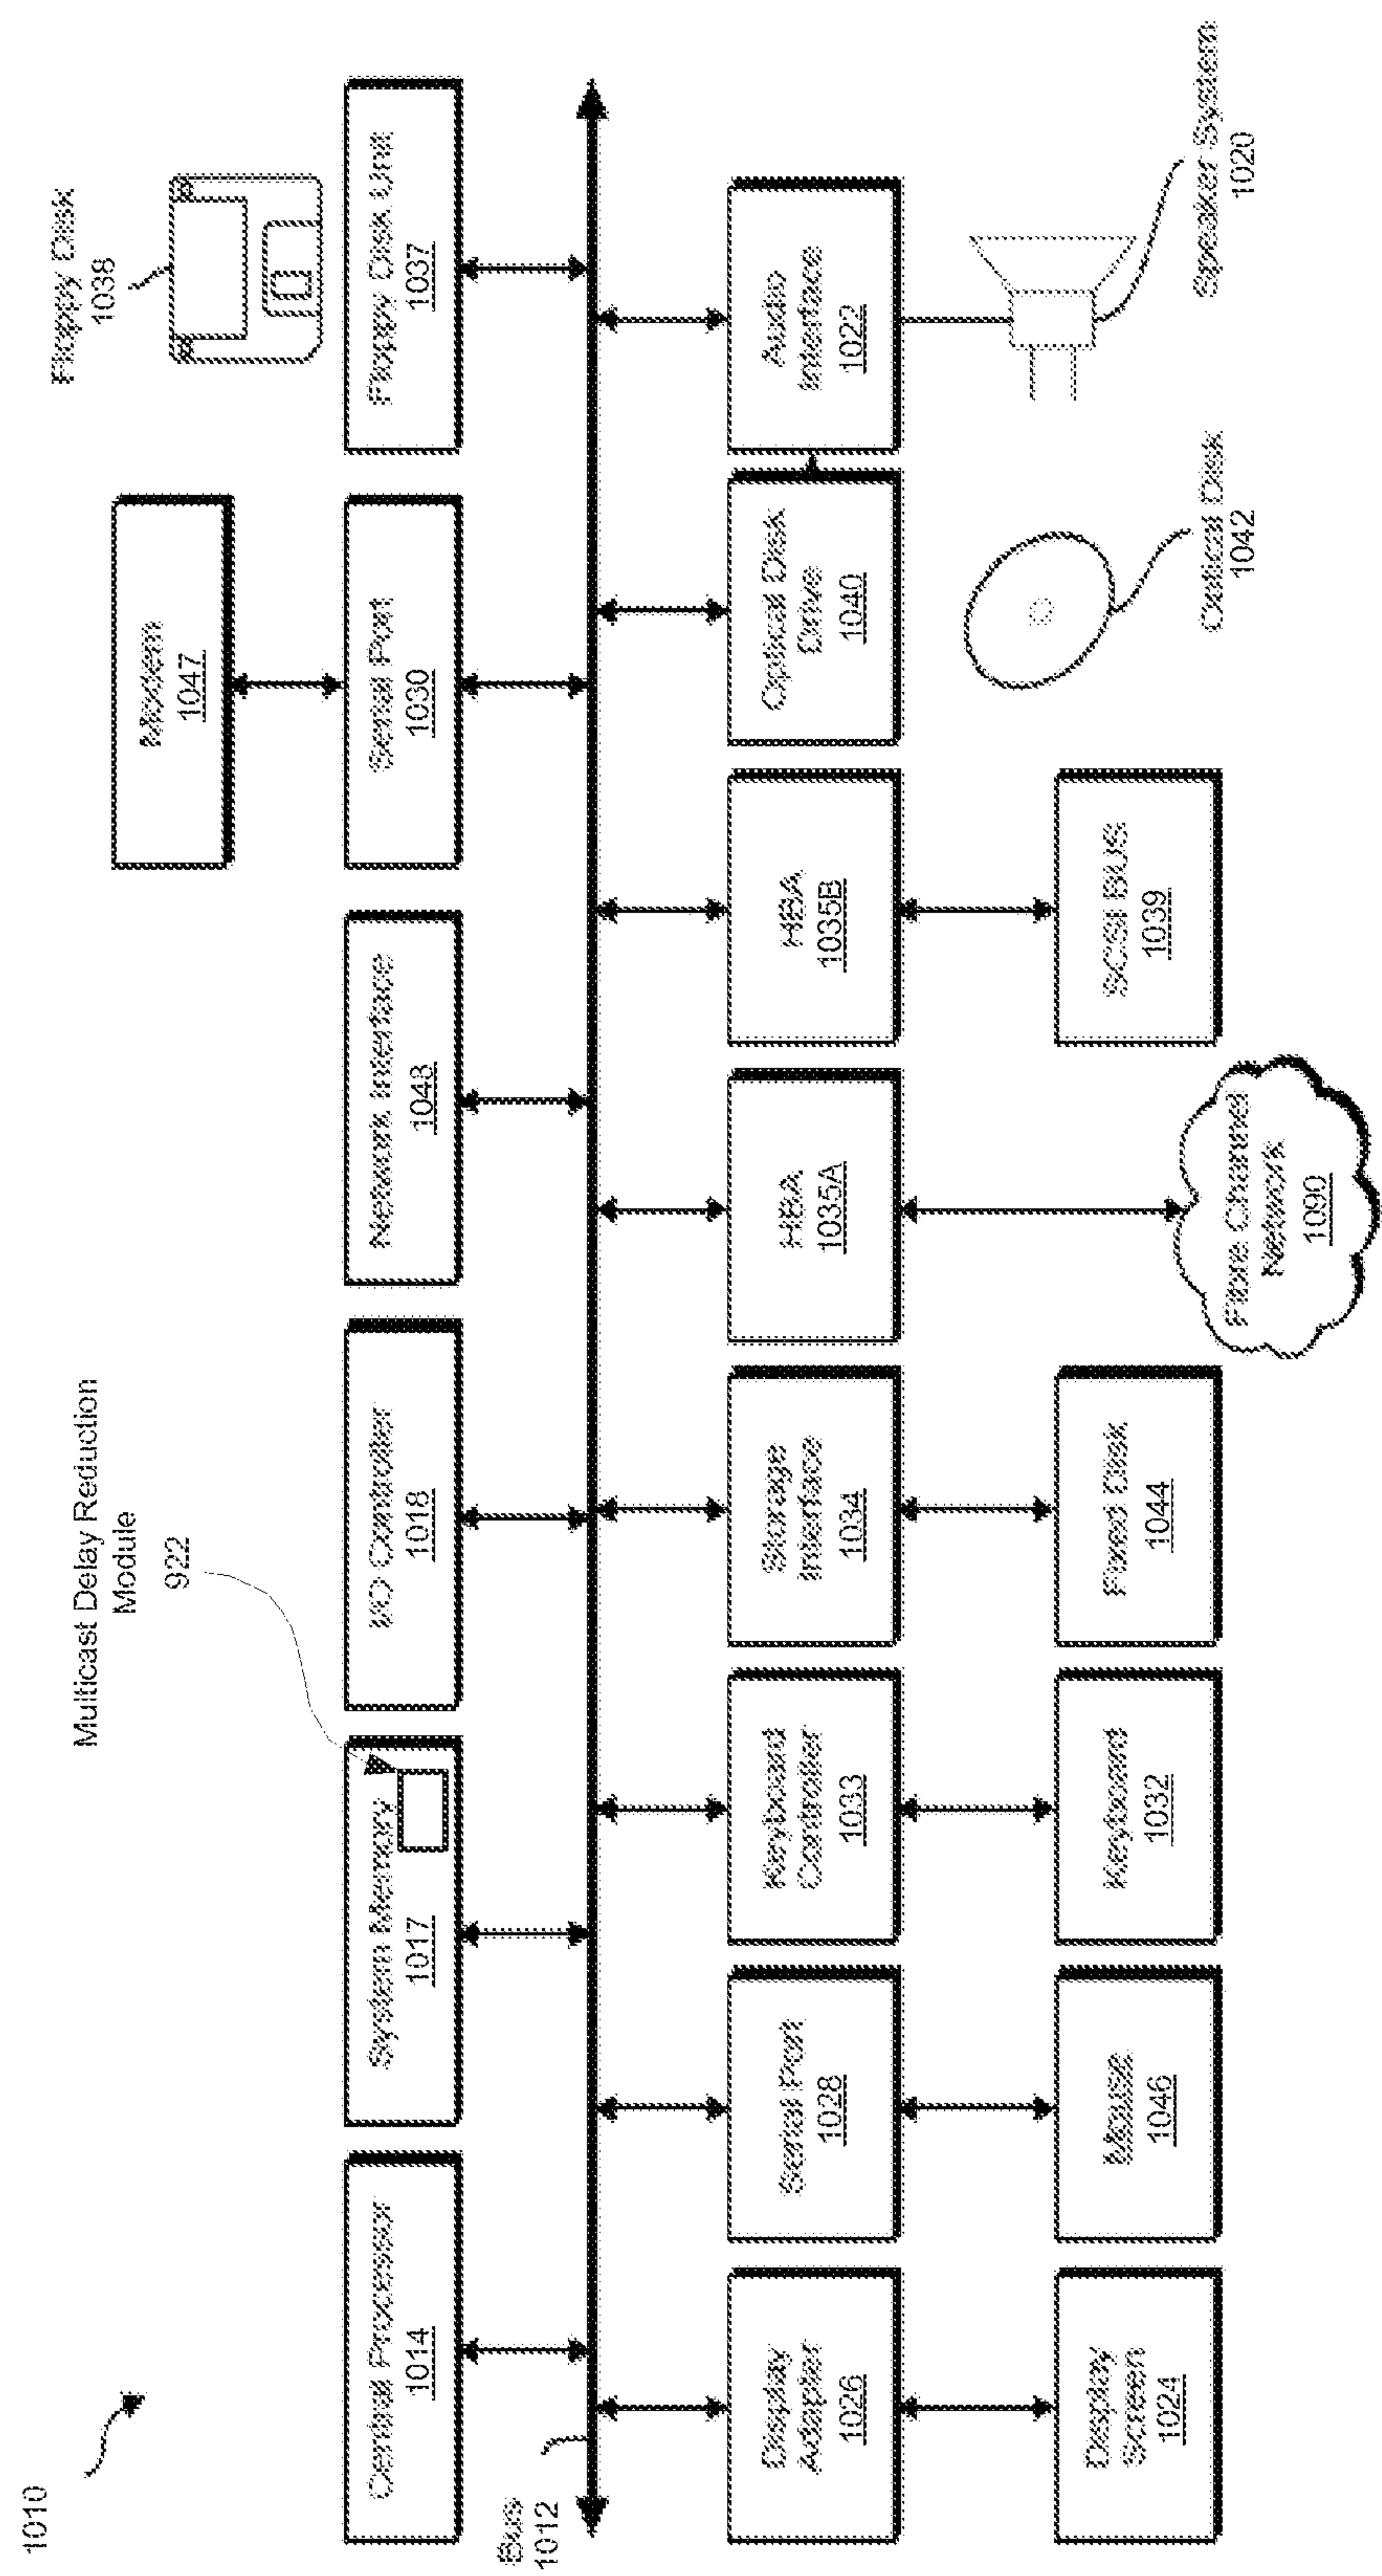 1010
Multicast Delay Reduction
Module
922
Modem
1047
Floppy Disk
1038
Central Processor
1014
System Memory
1017
I/O Controller
1018
Network Interface
1048
Serial Port
1030
Floppy Disk Unit
1037
Bus
1012
Display
Adapter
1026
Serial Port
1028
Keyboard
Controller
1033
Storage
Interface
1034
HBA
1035A
HBA
1035B
Optical Disk
Drive
1040
Audio
Interface
1022
Display
Screen
1024
Mouse
1046
Keyboard
1032
Fixed Disk
1044
Fibre Channel
Network
1090
SCSI BUS
1039
Optical Disk
1042
Speaker System
1020